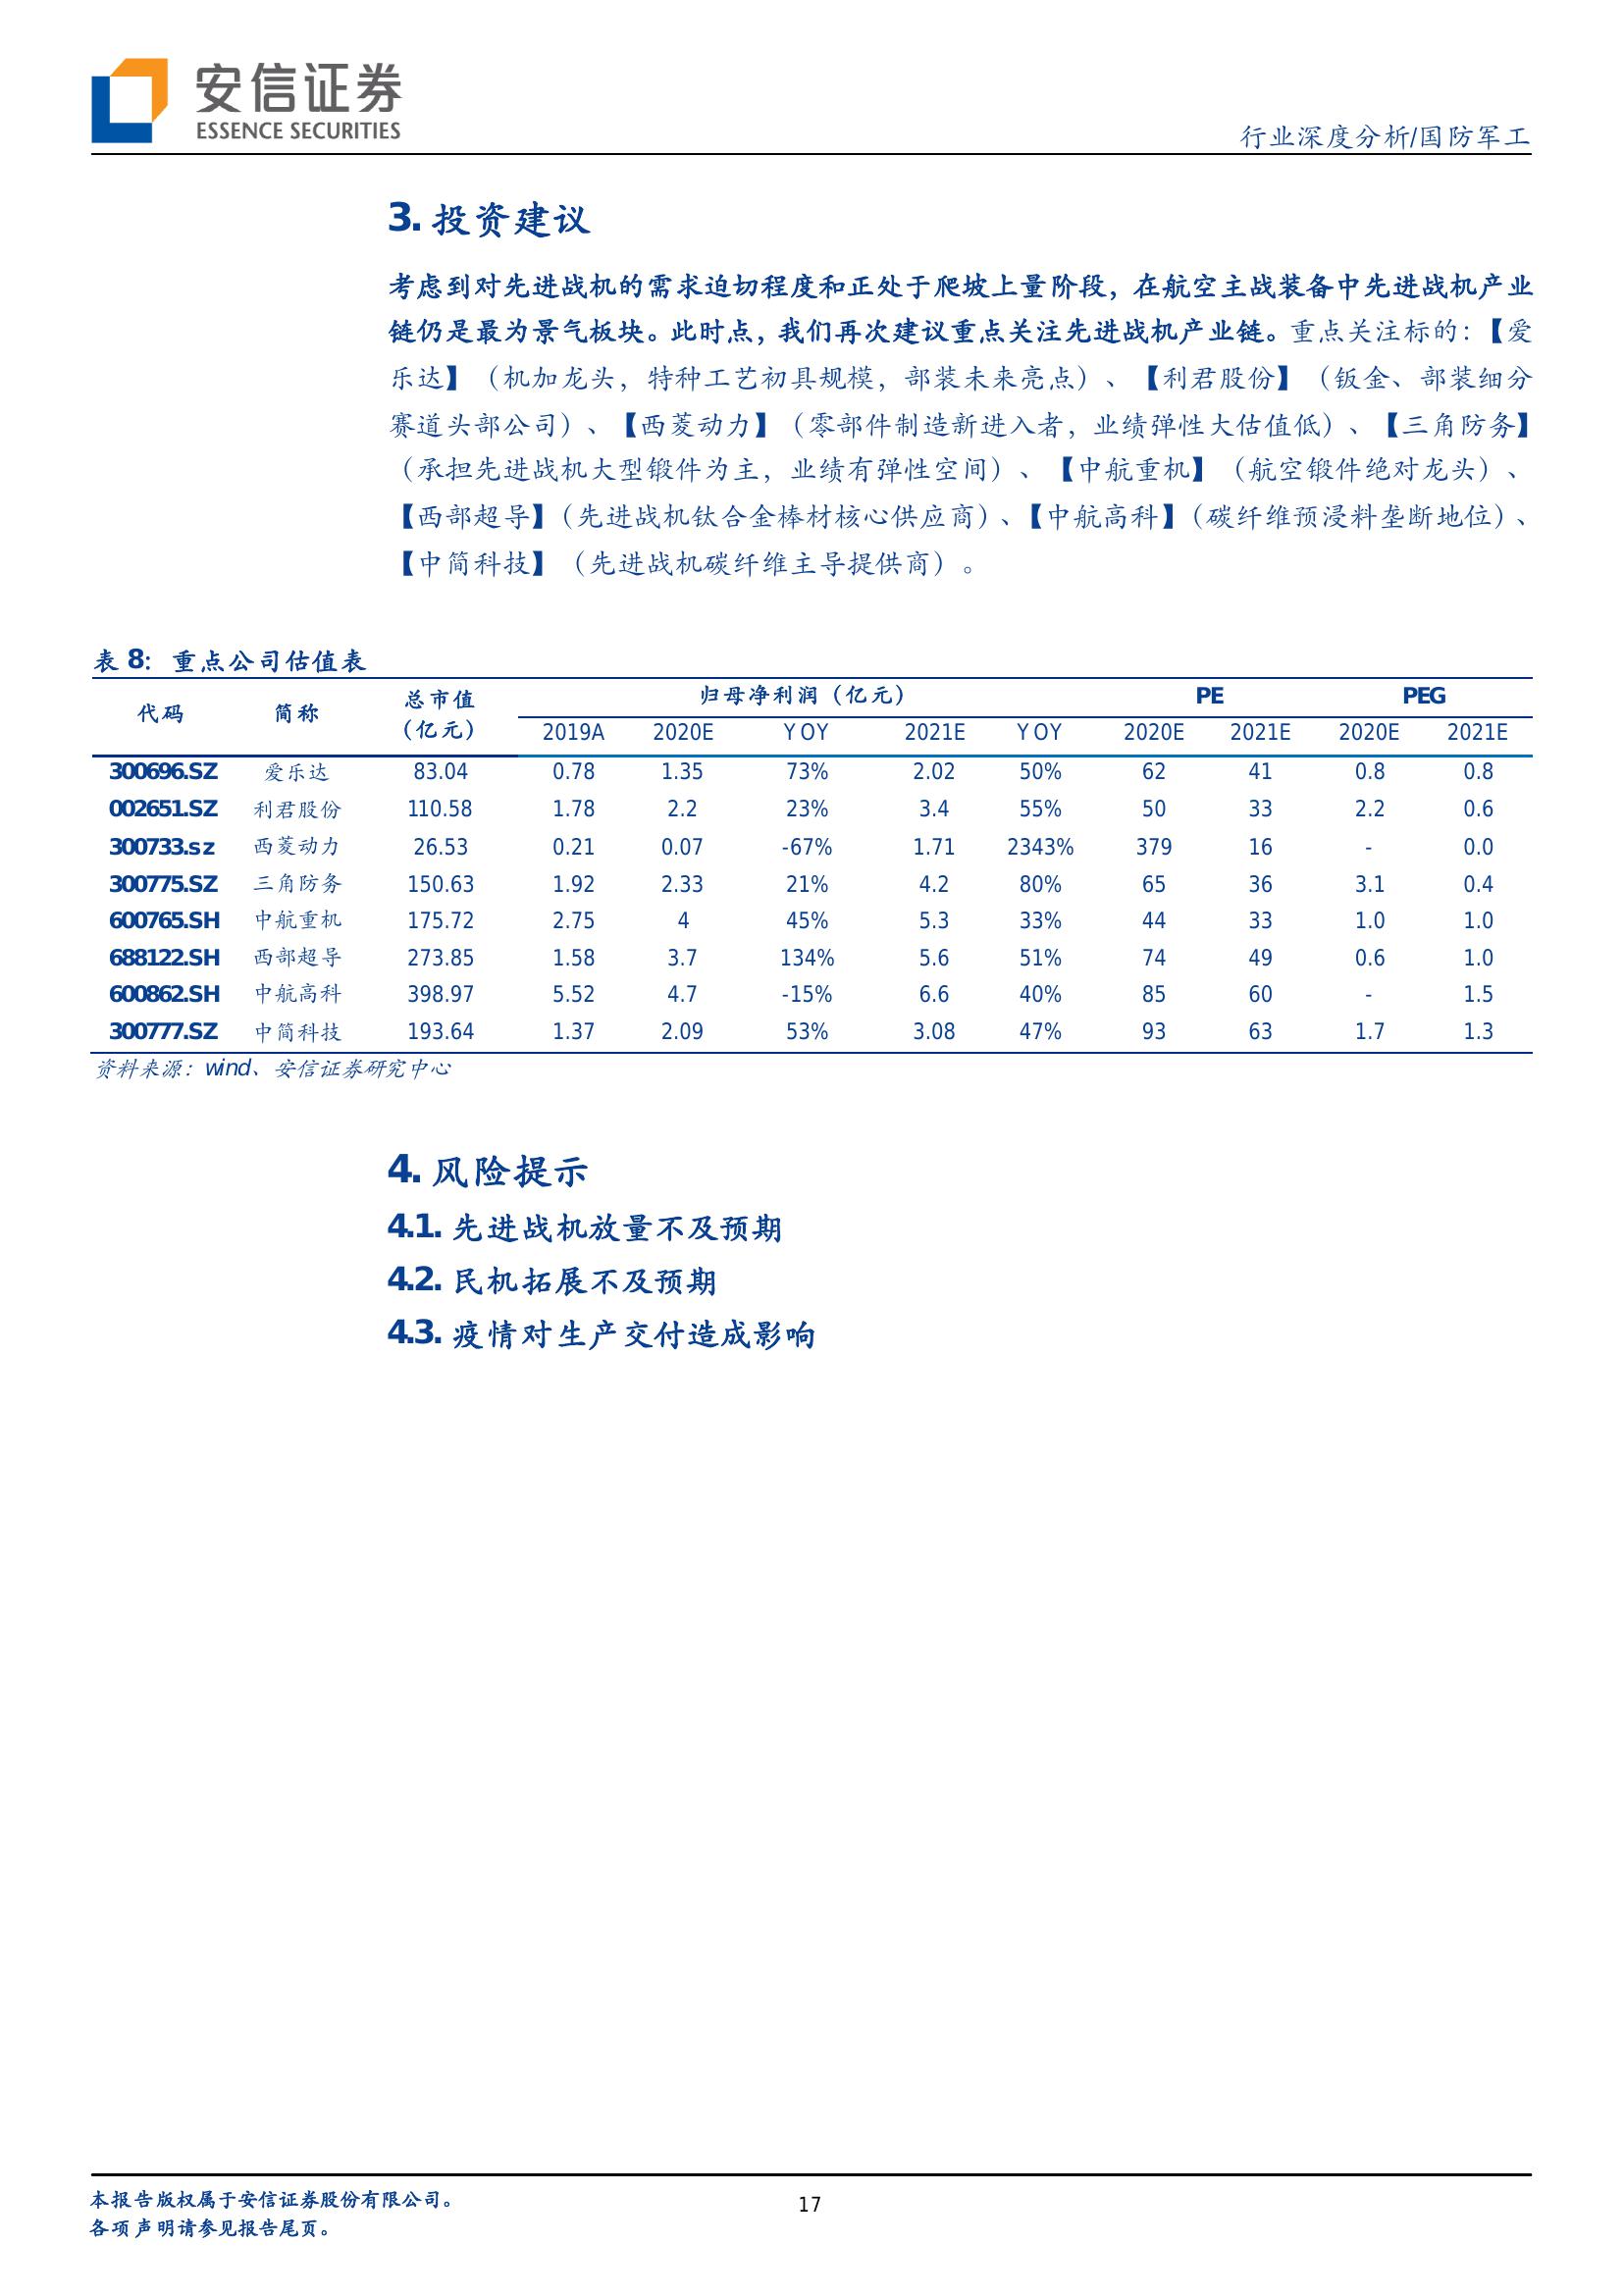 安信证券
ESSENCE SECURITIES
行业深度分析/国防军工
3. 投资建议
考虑到对先进战机的需求迫切程度和正处于爬坡上量阶段，在航空主战装备中先进战机产业
链仍是最为景气板块。此时点，我们再次建议重点关注先进战机产业链。重点关注标的：【爱
乐达】（机加龙头，特种工艺初具规模，部装未来亮点）、【利君股份】（钣金、部装细分
赛道头部公司）、【西菱动力】（零部件制造新进入者，业绩弹性大估值低）、【三角防务】
（承担先进战机大型锻件为主，业绩有弹性空间）、【中航重机】（航空锻件绝对龙头）、
【西部超导】（先进战机钛合金棒材核心供应商）、【中航高科】（碳纤维预浸料垄断地位）、
【中简科技】（先进战机碳纤维主导提供商）。
表 8：重点公司估值表
代码 简称 总市值（亿元） 归母净利润（亿元） PE PEG
2019A 2020E YOY 2021E YOY 2020E 2021E 2020E 2021E
300696.SZ 爱乐达 83.04 0.78 1.35 73% 2.02 50% 62 41 0.8 0.8
002651.SZ 利君股份 110.58 1.78 2.2 23% 3.4 55% 50 33 2.2 0.6
300733.sz 西菱动力 26.53 0.21 0.07 -67% 1.71 2343% 379 16 - 0.0
300775.SZ 三角防务 150.63 1.92 2.33 21% 4.2 80% 65 36 3.1 0.4
600765.SH 中航重机 175.72 2.75 4 45% 5.3 33% 44 33 1.0 1.0
688122.SH 西部超导 273.85 1.58 3.7 134% 5.6 51% 74 49 0.6 1.0
600862.SH 中航高科 398.97 5.52 4.7 -15% 6.6 40% 85 60 - 1.5
300777.SZ 中简科技 193.64 1.37 2.09 53% 3.08 47% 93 63 1.7 1.3
资料来源：wind、安信证券研究中心
4. 风险提示
4.1. 先进战机放量不及预期
4.2. 民机拓展不及预期
4.3. 疫情对生产交付造成影响
本报告版权属于安信证券股份有限公司。
各项声明请参见报告尾页。
17